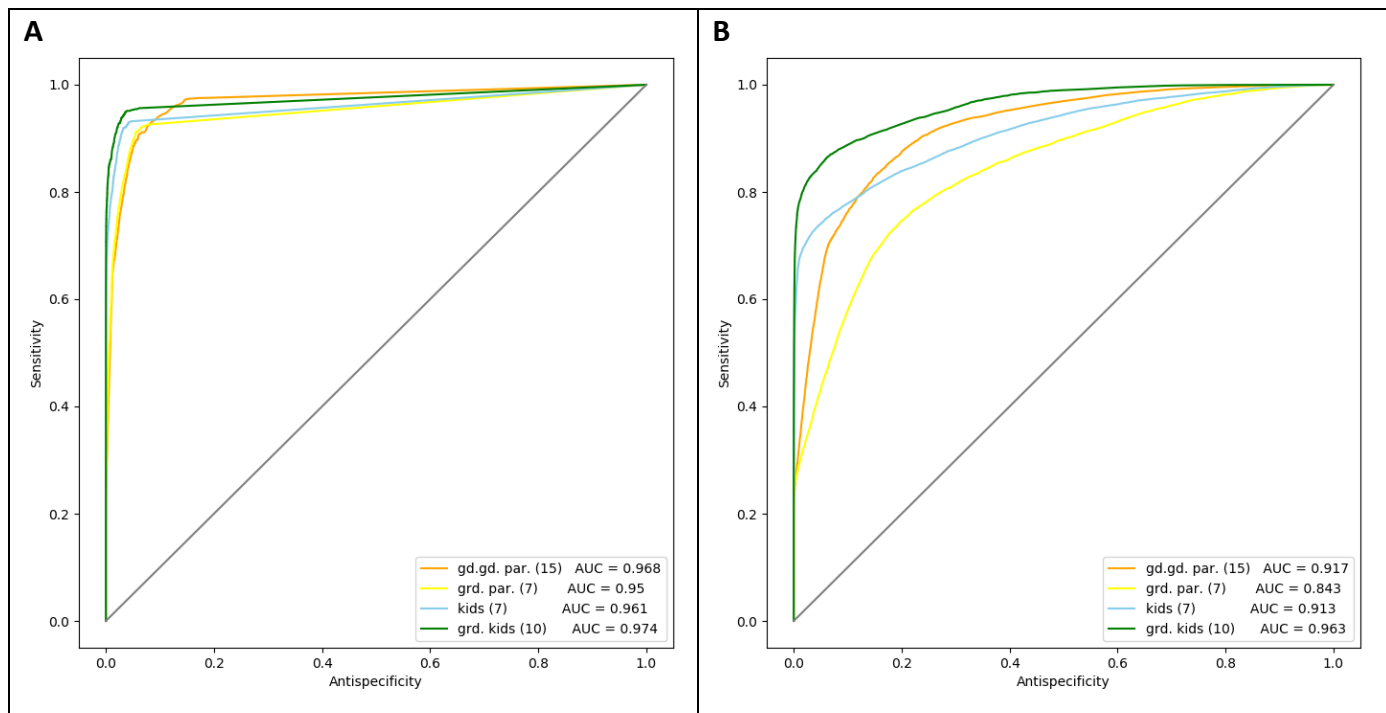 A
1.0
0.8
0.6
0.4
0.2
0.0
Sensitivity
0.0 0.2 0.4 0.6 0.8 1.0
Antispecificity
gd.gd. par. (15) AUC = 0.968
grd. par. (7) AUC = 0.95
kids (7) AUC = 0.961
grd. kids (10) AUC = 0.974
B
1.0
0.8
0.6
0.4
0.2
0.0
Sensitivity
0.0 0.2 0.4 0.6 0.8 1.0
Antispecificity
gd.gd. par. (15) AUC = 0.917
grd. par. (7) AUC = 0.843
kids (7) AUC = 0.913
grd. kids (10) AUC = 0.963